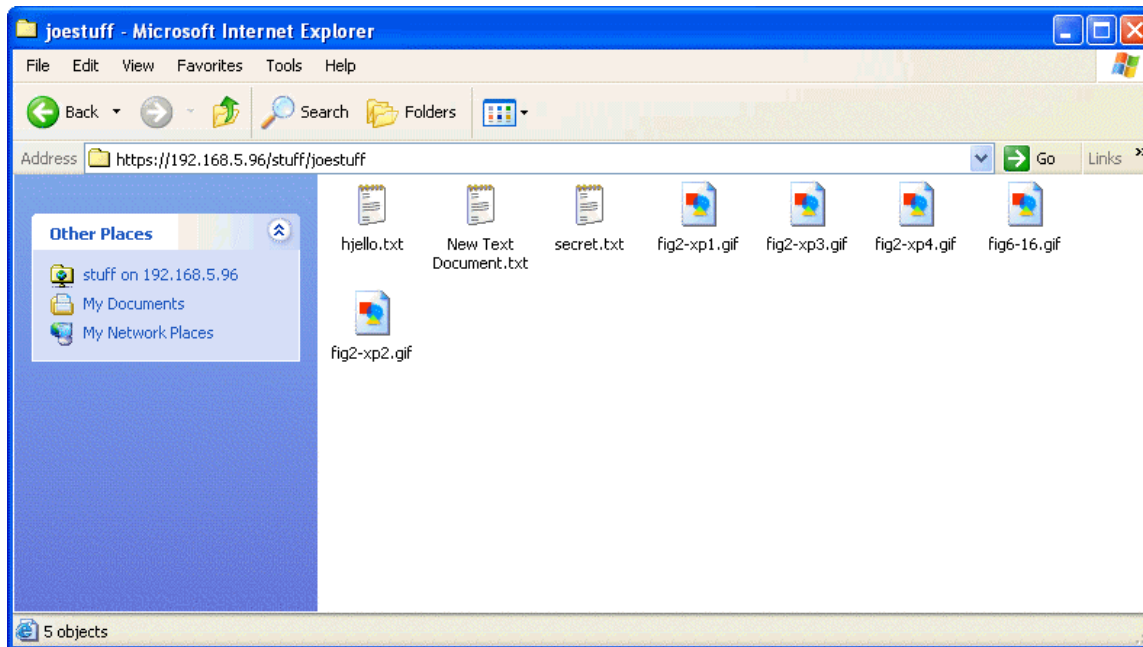 joestuff - Microsoft Internet Explorer
File Edit View Favorites Tools Help
Back Search Folders
Address https://192.168.5.96/stuff/joestuff Go Links »
Other Places
stuff on 192.168.5.96
My Documents
My Network Places
hjello.txt
New Text
Document.txt
secret.txt
fig2-xp1.gif
fig2-xp3.gif
fig2-xp4.gif
fig6-16.gif
fig2-xp2.gif
5 objects